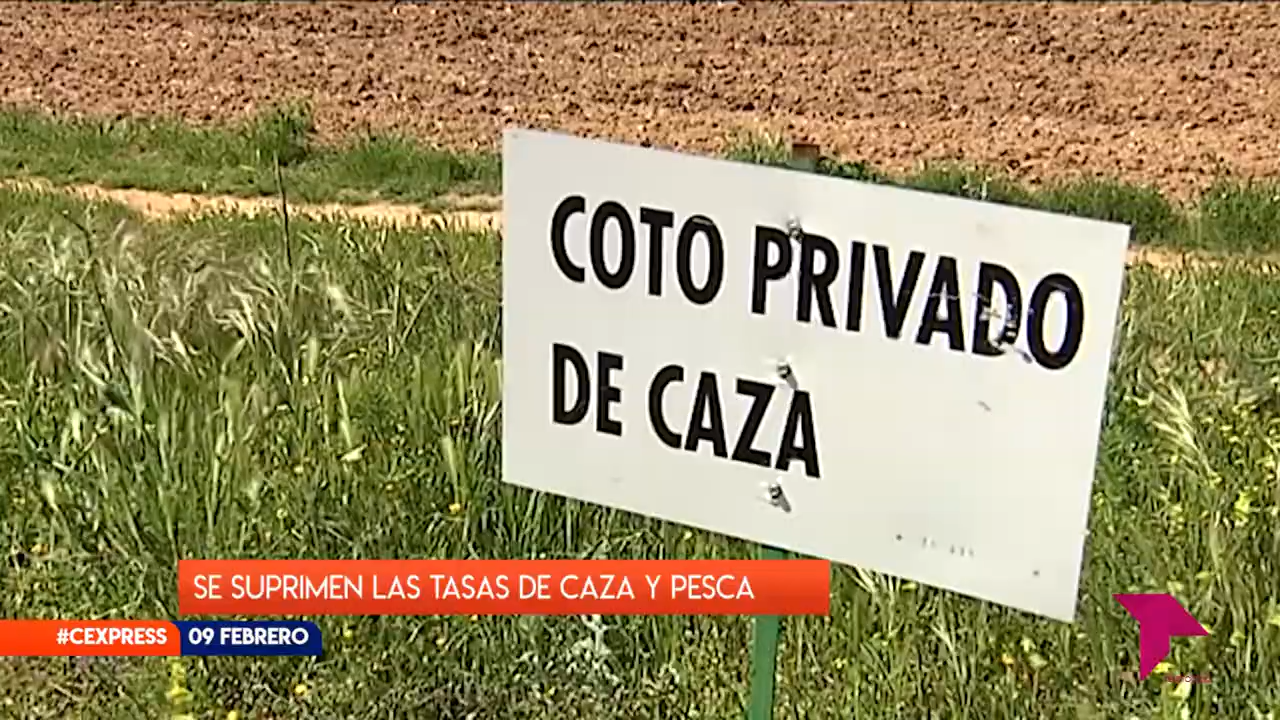 COTO PRIVADO
DE CAZA
SE SUPRIMEN LAS TASAS DE CAZA Y PESCA
#CEXPRESS 09 FEBRERO